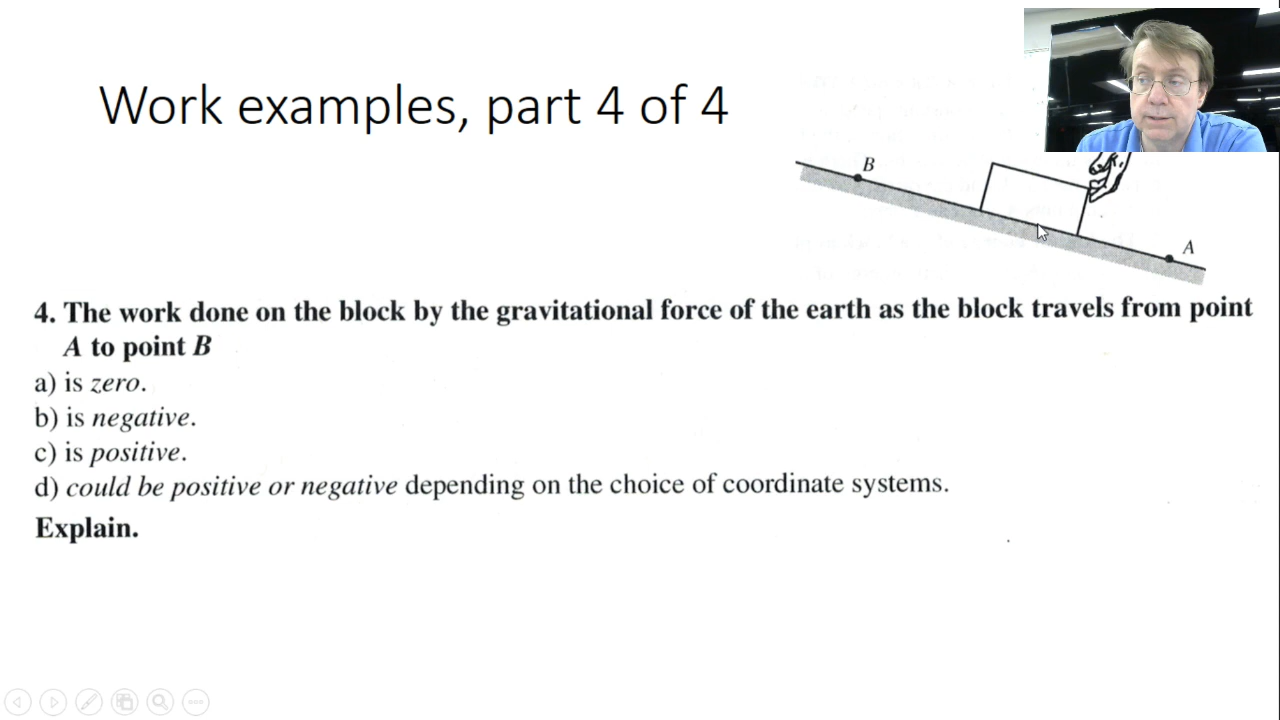 Work examples, part 4 of 4
B
A
4. The work done on the block by the gravitational force of the earth as the block travels from point
A to point B
a) is zero.
b) is negative.
c) is positive.
d) could be positive or negative depending on the choice of coordinate systems.
Explain.